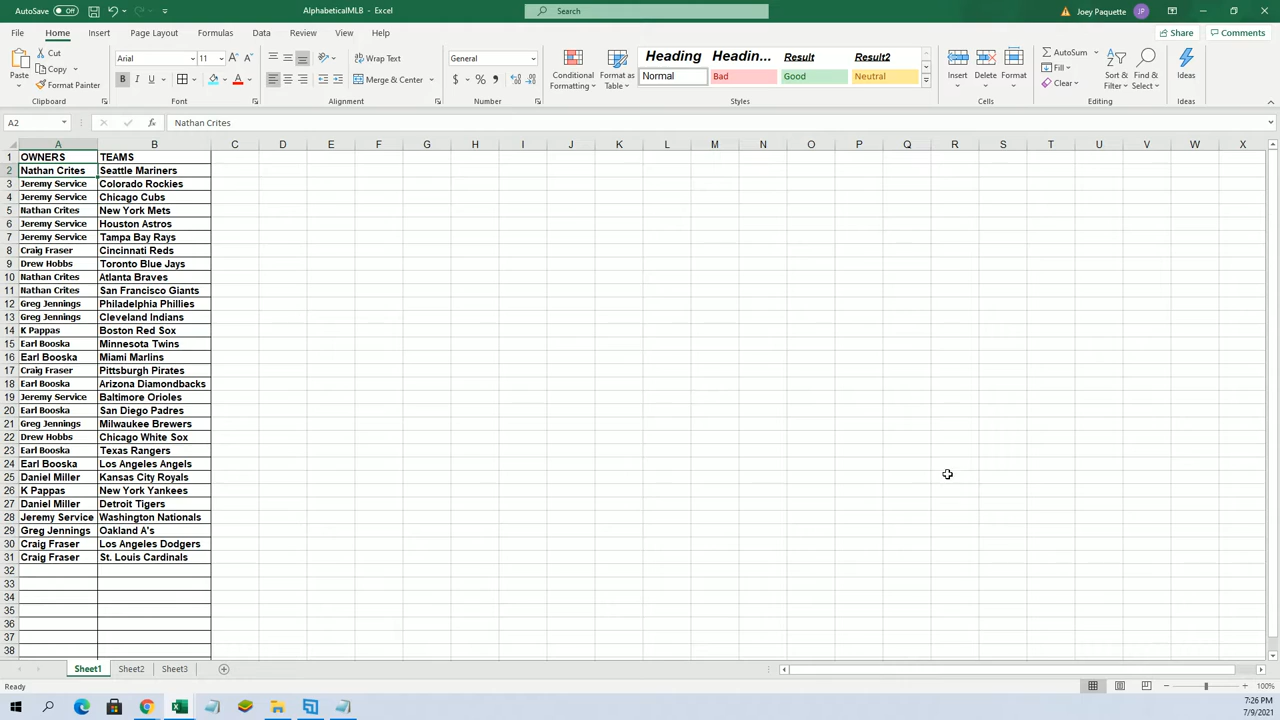 AutoSave Off AlphabeticalMLB - Excel Search Joey Paquette JP
File Home Insert Page Layout Formulas Data Review View Help Share Comments
Paste Cut Copy Format Painter Clipboard
Arial 11 A A B I U A Font
ab Wrap Text Merge & Center Alignment
General $ % 9 Number
Conditional Formatting Format as Table
Heading Headin... Result Result2
Normal Bad Good Neutral
Styles
Insert Delete Format Cells
AutoSum Fill Clear Sort & Filter Find & Select Editing
Ideas Ideas
A2 fx Nathan Crites
A B C D E F G H I J K L M N O P Q R S T U V W X
1 OWNERS TEAMS
2 Nathan Crites Seattle Mariners
3 Jeremy Service Colorado Rockies
4 Jeremy Service Chicago Cubs
5 Nathan Crites New York Mets
6 Jeremy Service Houston Astros
7 Jeremy Service Tampa Bay Rays
8 Craig Fraser Cincinnati Reds
9 Drew Hobbs Toronto Blue Jays
10 Nathan Crites Atlanta Braves
11 Nathan Crites San Francisco Giants
12 Greg Jennings Philadelphia Phillies
13 Greg Jennings Cleveland Indians
14 K Pappas Boston Red Sox
15 Earl Booska Minnesota Twins
16 Earl Booska Miami Marlins
17 Craig Fraser Pittsburgh Pirates
18 Earl Booska Arizona Diamondbacks
19 Jeremy Service Baltimore Orioles
20 Earl Booska San Diego Padres
21 Greg Jennings Milwaukee Brewers
22 Drew Hobbs Chicago White Sox
23 Earl Booska Texas Rangers
24 Earl Booska Los Angeles Angels
25 Daniel Miller Kansas City Royals
26 K Pappas New York Yankees
27 Daniel Miller Detroit Tigers
28 Jeremy Service Washington Nationals
29 Greg Jennings Oakland A's
30 Craig Fraser Los Angeles Dodgers
31 Craig Fraser St. Louis Cardinals
32
33
34
35
36
37
38
Sheet1 Sheet2 Sheet3
Ready 100%
7:26 PM
7/9/2021